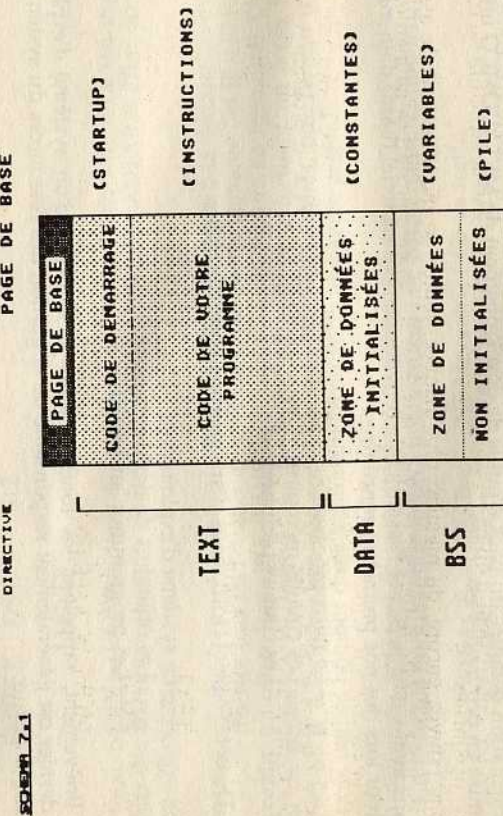 SCHEMA 7.1
DIRECTIVE
PAGE DE BASE
PAGE DE BASE
CODE DE DEMARRAGE
(STARTUP)
TEXT
CODE DE VOTRE
PROGRAMME
(INSTRUCTIONS)
DATA
ZONE DE DONNÉES
INITIALISÉES
(CONSTANTES)
BSS
ZONE DE DONNÉES
NON INITIALISÉES
(VARIABLES)
(PILE)